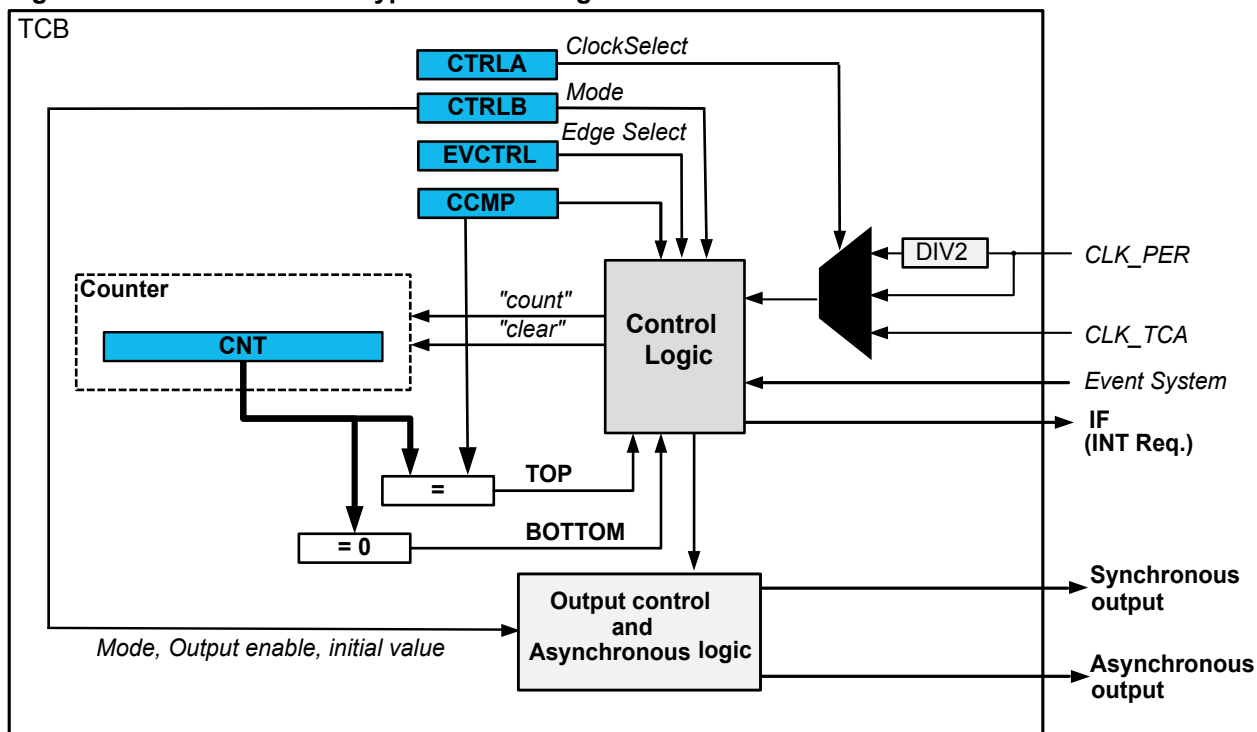 TCB
CTRLA
ClockSelect
CTRLB
Mode
EVCTRL
Edge Select
CCMP
DIV2
CLK_PER
Counter
"count"
"clear"
CNT
Control
Logic
CLK_TCA
Event System
IF
(INT Req.)
=
TOP
= 0
BOTTOM
Output control
and
Asynchronous logic
Synchronous
output
Mode, Output enable, initial value
Asynchronous
output